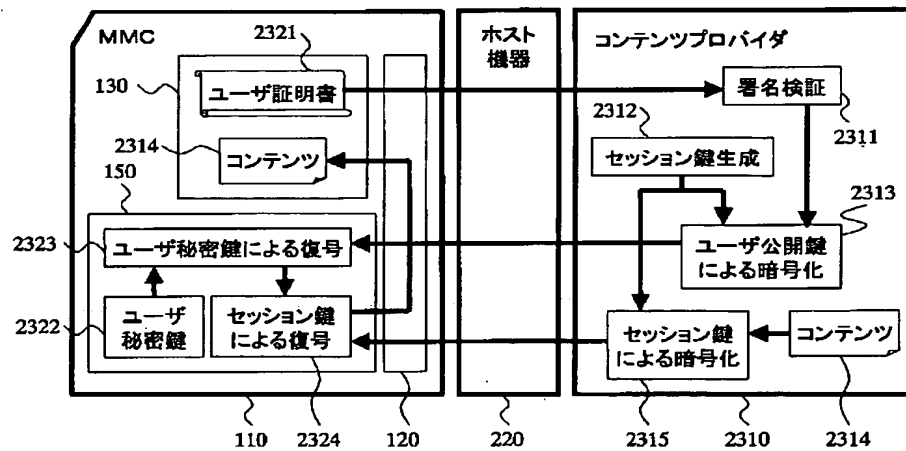 MMC
2321
130
ユーザ証明書
2314
コンテンツ
150
2323
ユーザ秘密鍵による復号
2322
ユーザ
秘密鍵
セッション鍵
による復号
110
2324
120
ホスト
機器
220
コンテンツプロバイダ
署名検証
2312
2311
セッション鍵生成
2313
ユーザ公開鍵
による暗号化
セッション鍵
による暗号化
コンテンツ
2315
2310
2314